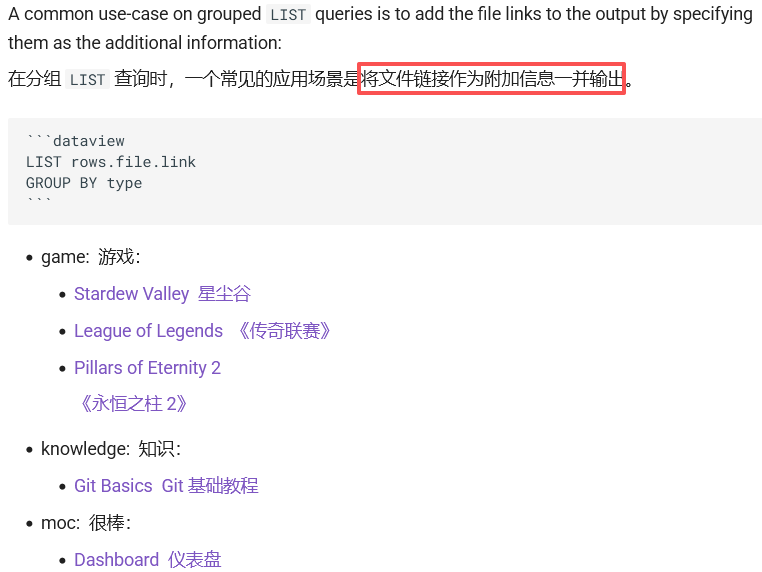 A common use-case on grouped LIST queries is to add the file links to the output by specifying
them as the additional information:
在分组 LIST 查询时，一个常见的应用场景是将文件链接作为附加信息一并输出。
```dataview
LIST rows.file.link
GROUP BY type
```
• game: 游戏：
• Stardew Valley 星尘谷
• League of Legends 《传奇联赛》
• Pillars of Eternity 2
《永恒之柱 2》
• knowledge: 知识：
• Git Basics Git 基础教程
• moc: 很棒：
• Dashboard 仪表盘